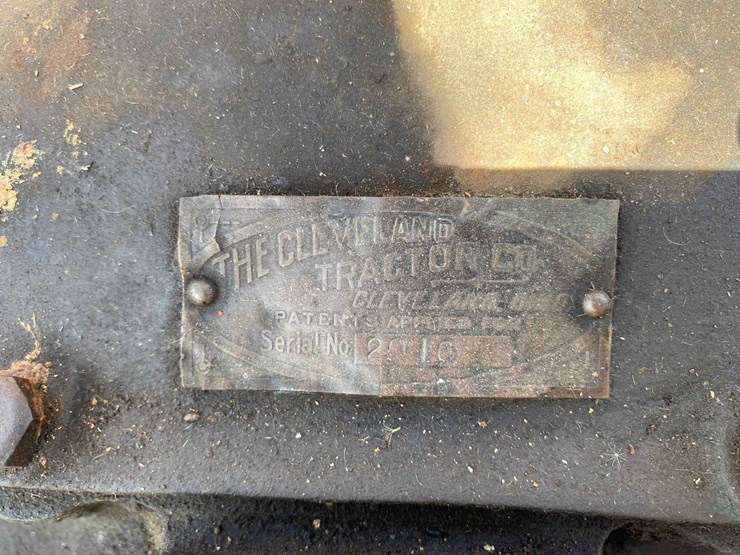 THE CLEVELAND
TRACTOR CO.
CLEVELAND, OHIO
PATENTS APPLIED FOR
Serial No.